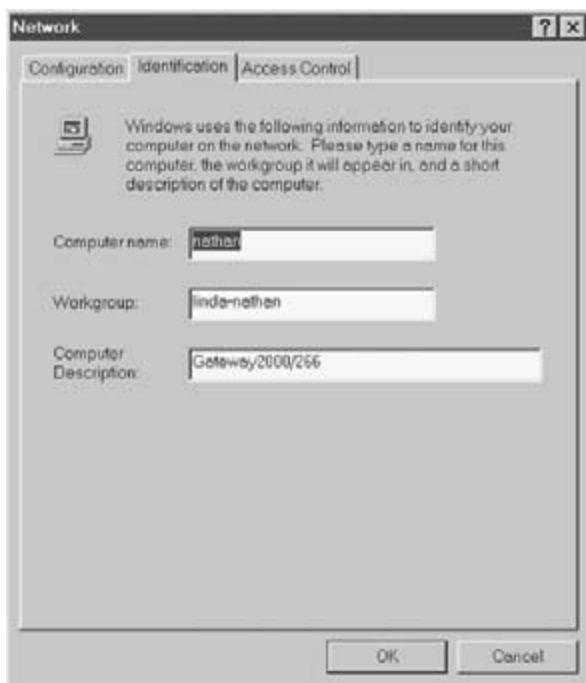 Network
Configuration Identification Access Control
Windows uses the following information to identify your
computer on the network. Please type a name for this
computer, the workgroup it will appear in, and a short
description of the computer.
Computer name: nathan
Workgroup: linda-nathan
Computer
Description: Gateway2000/266
OK Cancel